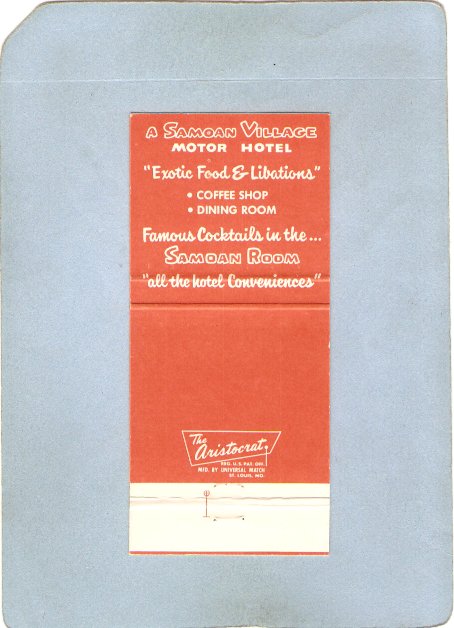 A SAMOAN VILLAGE
MOTOR HOTEL
"Exotic Food & Libations"
• COFFEE SHOP
• DINING ROOM
Famous Cocktails in the...
SAMOAN ROOM
"all the hotel Conveniences"
The
Aristocrat
REG. U.S. PAT. OFF.
MFD. BY UNIVERSAL MATCH
ST. LOUIS, MO.